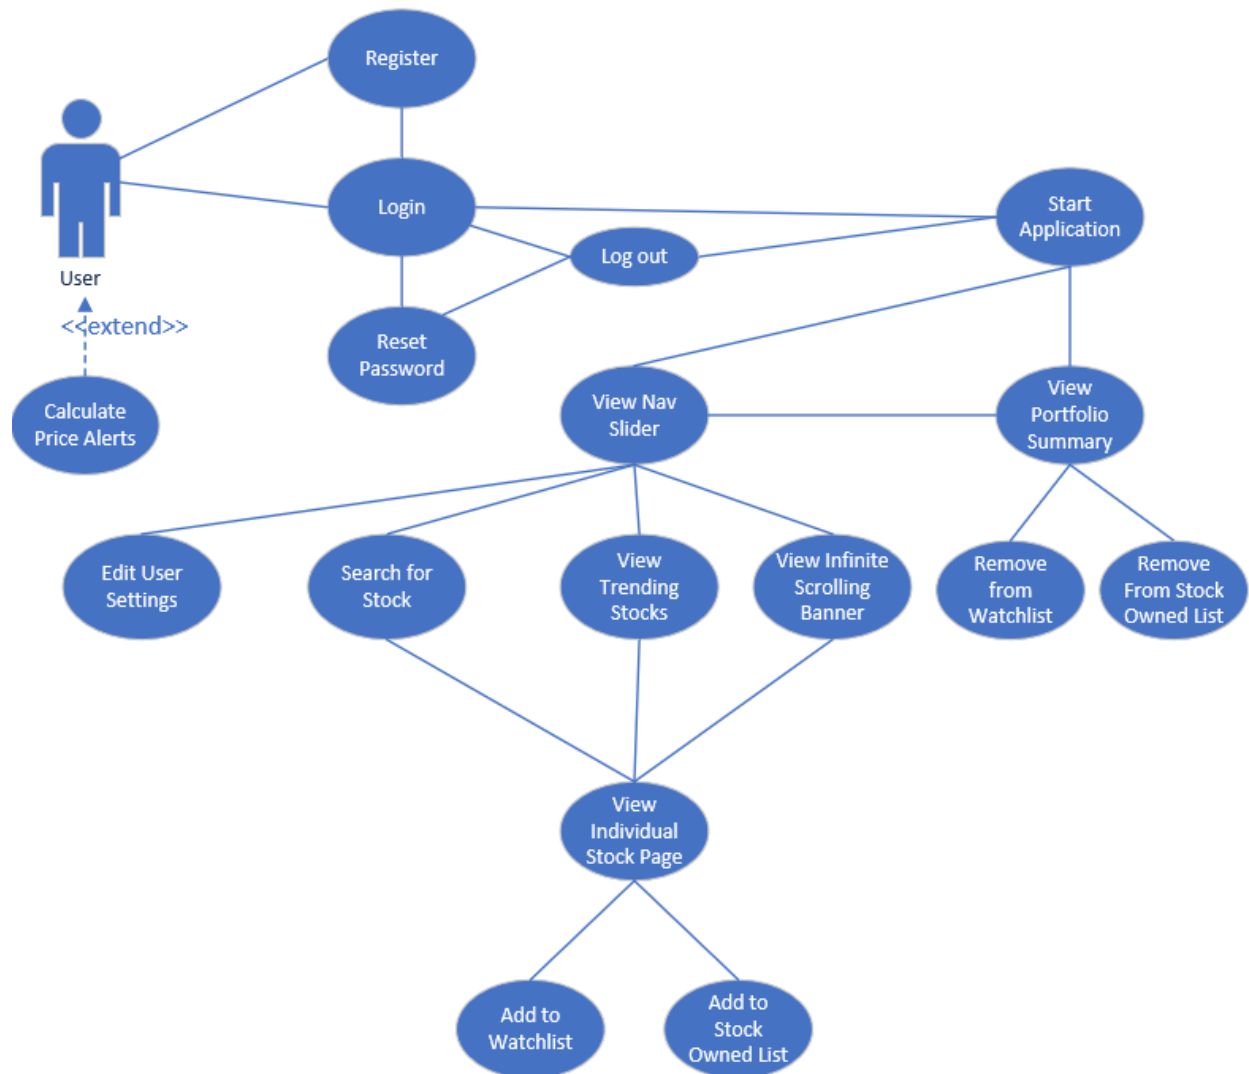 Register
Login
Start
Application
Log out
User
<<extend>>
Reset
Password
Calculate
Price Alerts
View Nav
Slider
View
Portfolio
Summary
Edit User
Settings
Search for
Stock
View
Trending
Stocks
View Infinite
Scrolling
Banner
Remove
from
Watchlist
Remove
From Stock
Owned List
View
Individual
Stock Page
Add to
Watchlist
Add to
Stock
Owned List